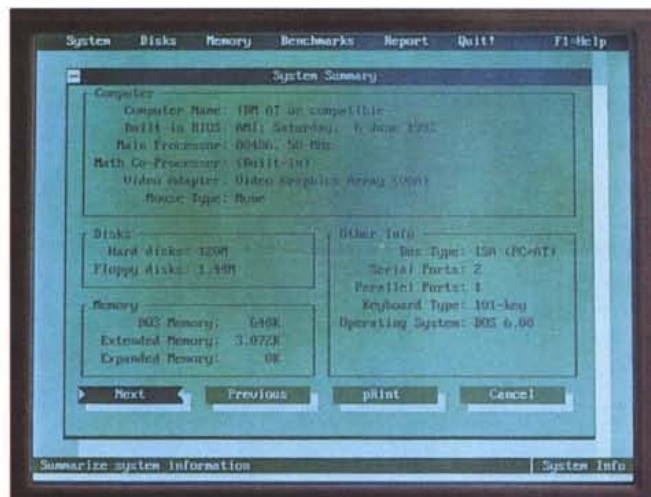 System Disks Memory Benchmarks Report Quit! F1=Help
System Summary
Computer
Computer Name: IBM AT or compatible
Built-in BIOS: AMI, Saturday, 6 June 1992
Main Processor: 80486, 50 MHz
Math Co-Processor: (Built-in)
Video Adapter: Video Graphics Array (VGA)
Mouse Type: None
Disks
Hard disks: 120M
Floppy disks: 1.44M
Memory
DOS Memory: 640K
Extended Memory: 3,072K
Expanded Memory: 0K
Other Info
Bus Type: ISA (PC/AT)
Serial Ports: 2
Parallel Ports: 1
Keyboard Type: 101-key
Operating System: DOS 6.00
Next Previous pRint Cancel
Summarize system information System Info